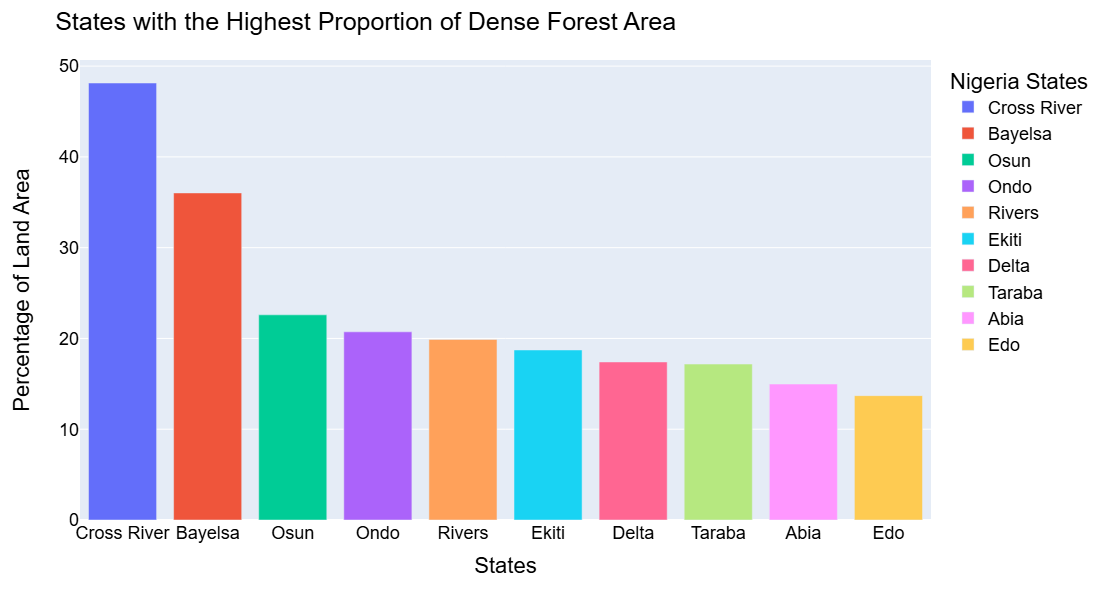 States with the Highest Proportion of Dense Forest Area
Percentage of Land Area
50
40
30
20
10
0
Cross River Bayelsa Osun Ondo Rivers Ekiti Delta Taraba Abia Edo
States
Nigeria States
Cross River
Bayelsa
Osun
Ondo
Rivers
Ekiti
Delta
Taraba
Abia
Edo